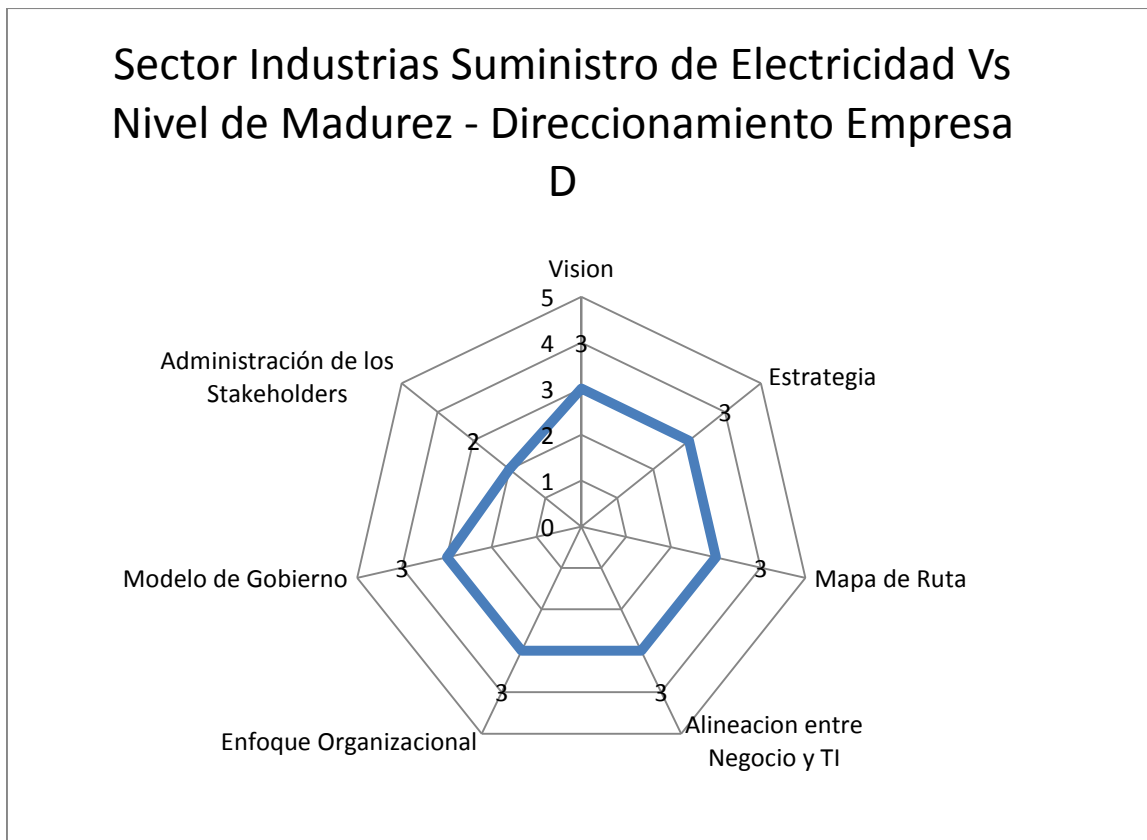 Sector Industrias Suministro de Electricidad Vs
Nivel de Madurez - Direccionamiento Empresa
D
Vision
5
4
3
3
Estrategia
3
Administración de los
Stakeholders
3
2
2
1
0
Modelo de Gobierno
3
3
Mapa de Ruta
3
3
Enfoque Organizacional
Alineacion entre
Negocio y TI